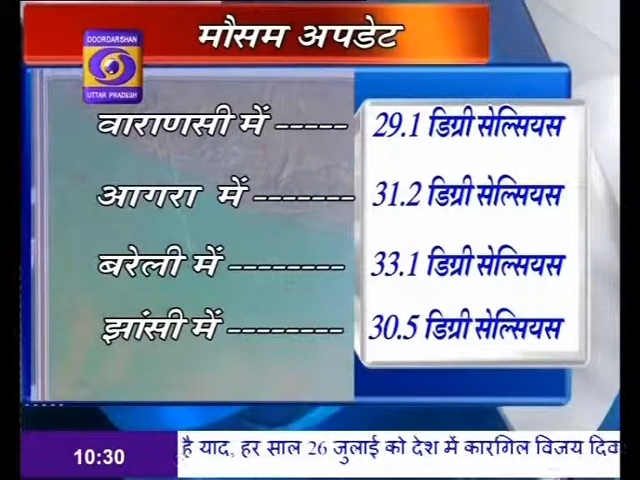 मौसम अपडेट
DOORDARSHAN
UTTAR PRADESH
वाराणसी में ----- 29.1 डिग्री सेल्सियस
आगरा में ------- 31.2 डिग्री सेल्सियस
बरेली में -------- 33.1 डिग्री सेल्सियस
झांसी में -------- 30.5 डिग्री सेल्सियस
10:30 है याद, हर साल 26 जुलाई को देश में कारगिल विजय दिव